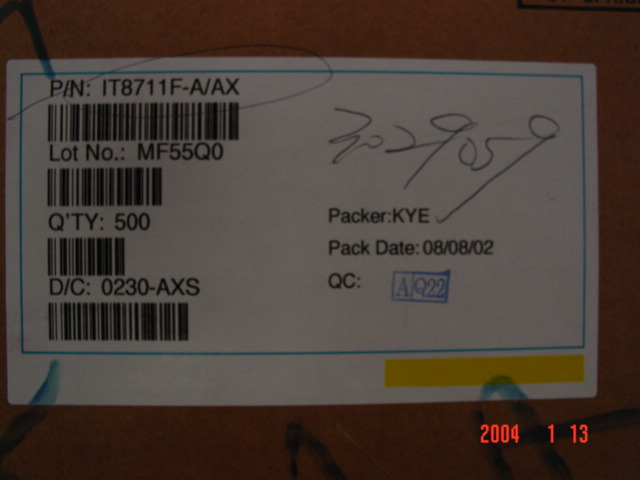 P/N: IT8711F-A/AX
Lot No.: MF55Q0
Q'TY: 500
D/C: 0230-AXS
3029059
Packer:KYE
Pack Date: 08/08/02
QC: A Q22
2004 1 13